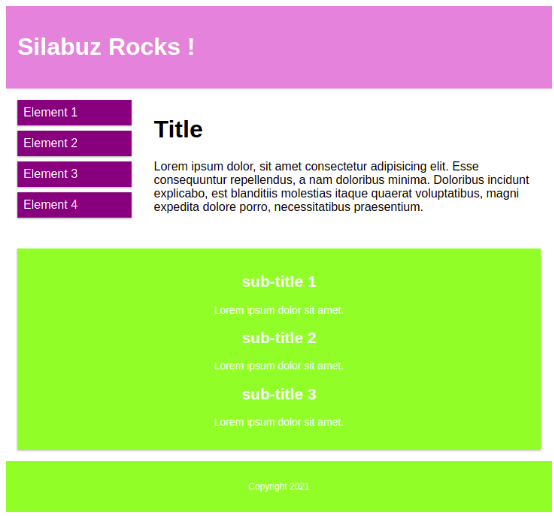 Silabuz Rocks !
Element 1
Element 2
Element 3
Element 4
Title
Lorem ipsum dolor, sit amet consectetur adipisicing elit. Esse
consequuntur repellendus, a nam doloribus minima. Doloribus incidunt
explicabo, est blanditiis molestias itaque quaerat voluptatibus, magni
expedita dolore porro, necessitatibus praesentium.
sub-title 1
Lorem ipsum dolor sit amet.
sub-title 2
Lorem ipsum dolor sit amet.
sub-title 3
Lorem ipsum dolor sit amet.
Copyright 2021